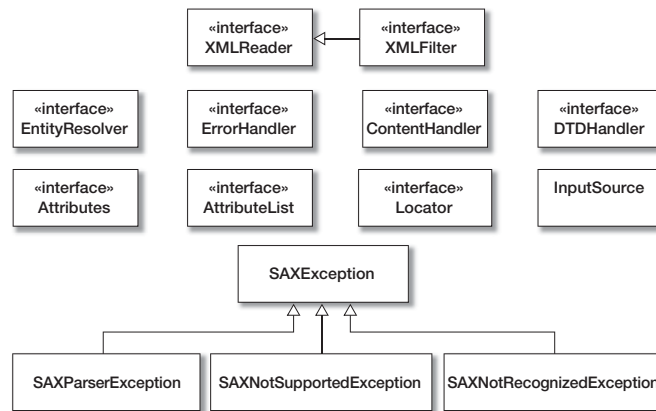 «interface»
XMLReader
«interface»
XMLFilter
«interface»
EntityResolver
«interface»
ErrorHandler
«interface»
ContentHandler
«interface»
DTDHandler
«interface»
Attributes
«interface»
AttributeList
«interface»
Locator
InputSource
SAXException
SAXParserException
SAXNotSupportedException
SAXNotRecognizedException